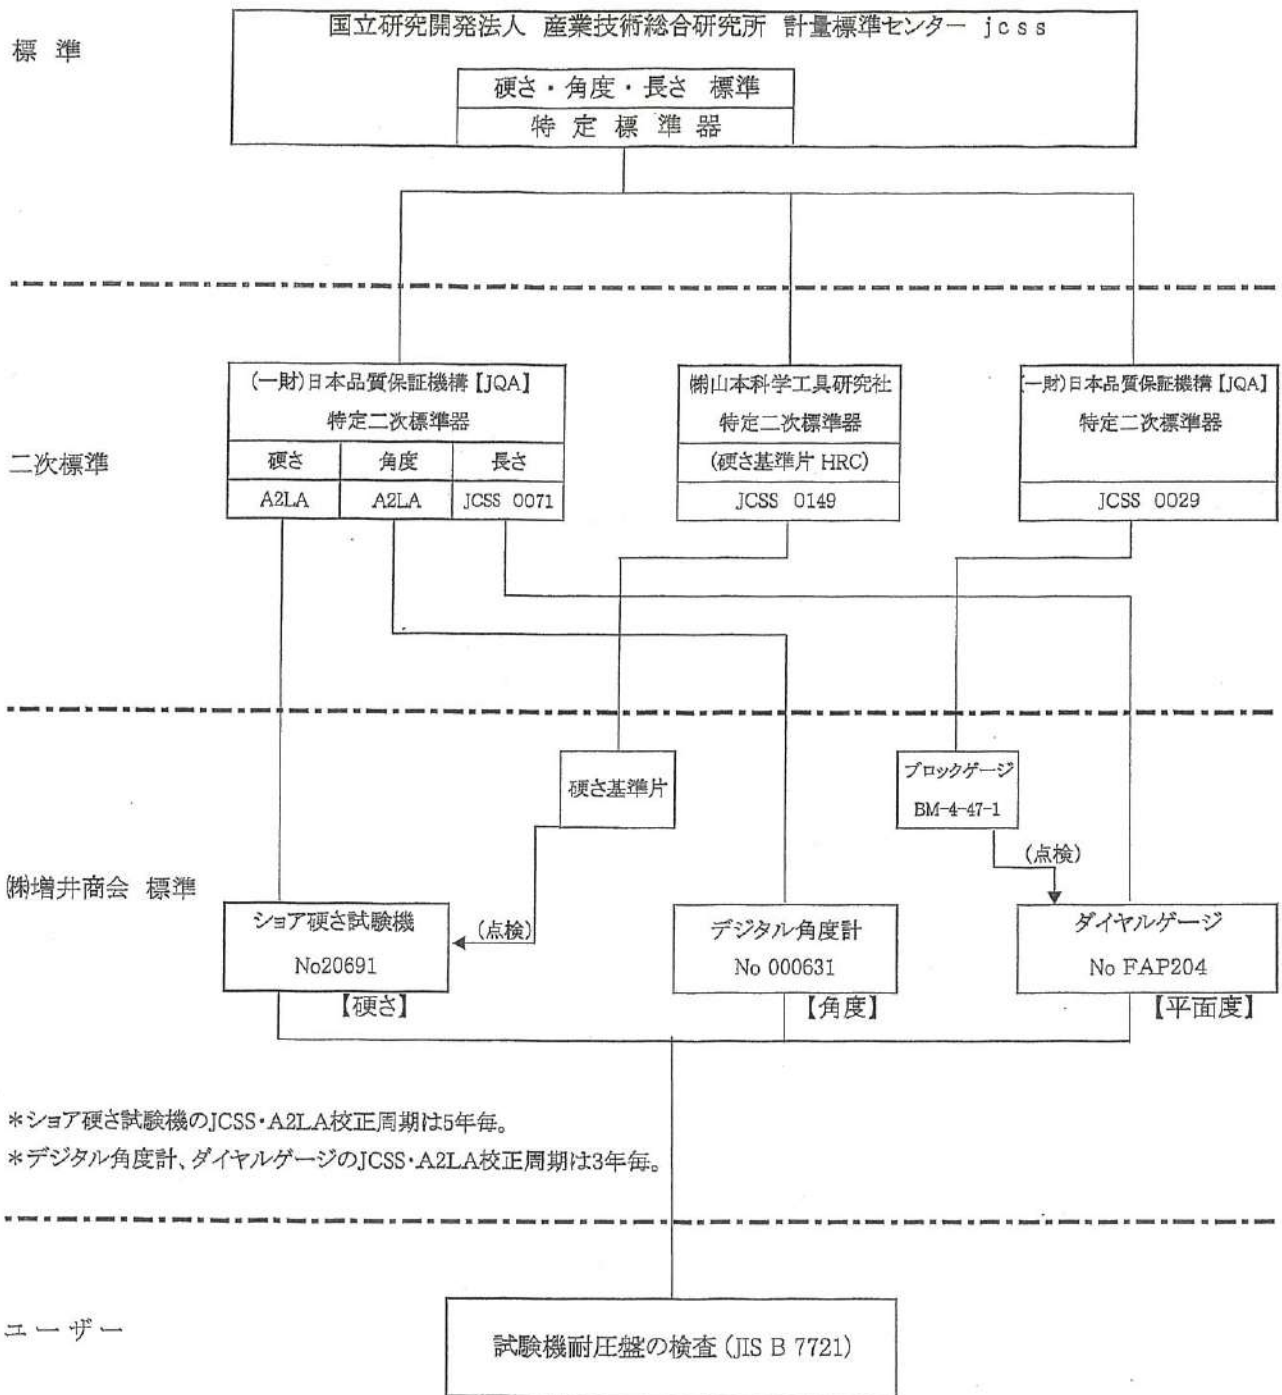 国立研究開発法人 産業技術総合研究所 計量標準センター jcss
標 準
硬さ・角度・長さ 標準
特 定 標 準 器
(一財)日本品質保証機構【JQA】
特定二次標準器
硬さ 角度 長さ
A2LA A2LA JCSS 0071
㈱山本科学工具研究社
特定二次標準器
(硬さ基準片 HRC)
JCSS 0149
(一財)日本品質保証機構【JQA】
特定二次標準器
JCSS 0029
二次標準
硬さ基準片
ブロックゲージ
BM-4-47-1
(点検)
㈱増井商会 標準
ショア硬さ試験機
No20691
(点検)
【硬さ】
デジタル角度計
No 000631
【角度】
ダイヤルゲージ
No FAP204
【平面度】
*ショア硬さ試験機のJCSS・A2LA校正周期は5年毎。
*デジタル角度計、ダイヤルゲージのJCSS・A2LA校正周期は3年毎。
ユーザー
試験機耐圧盤の検査(JIS B 7721)